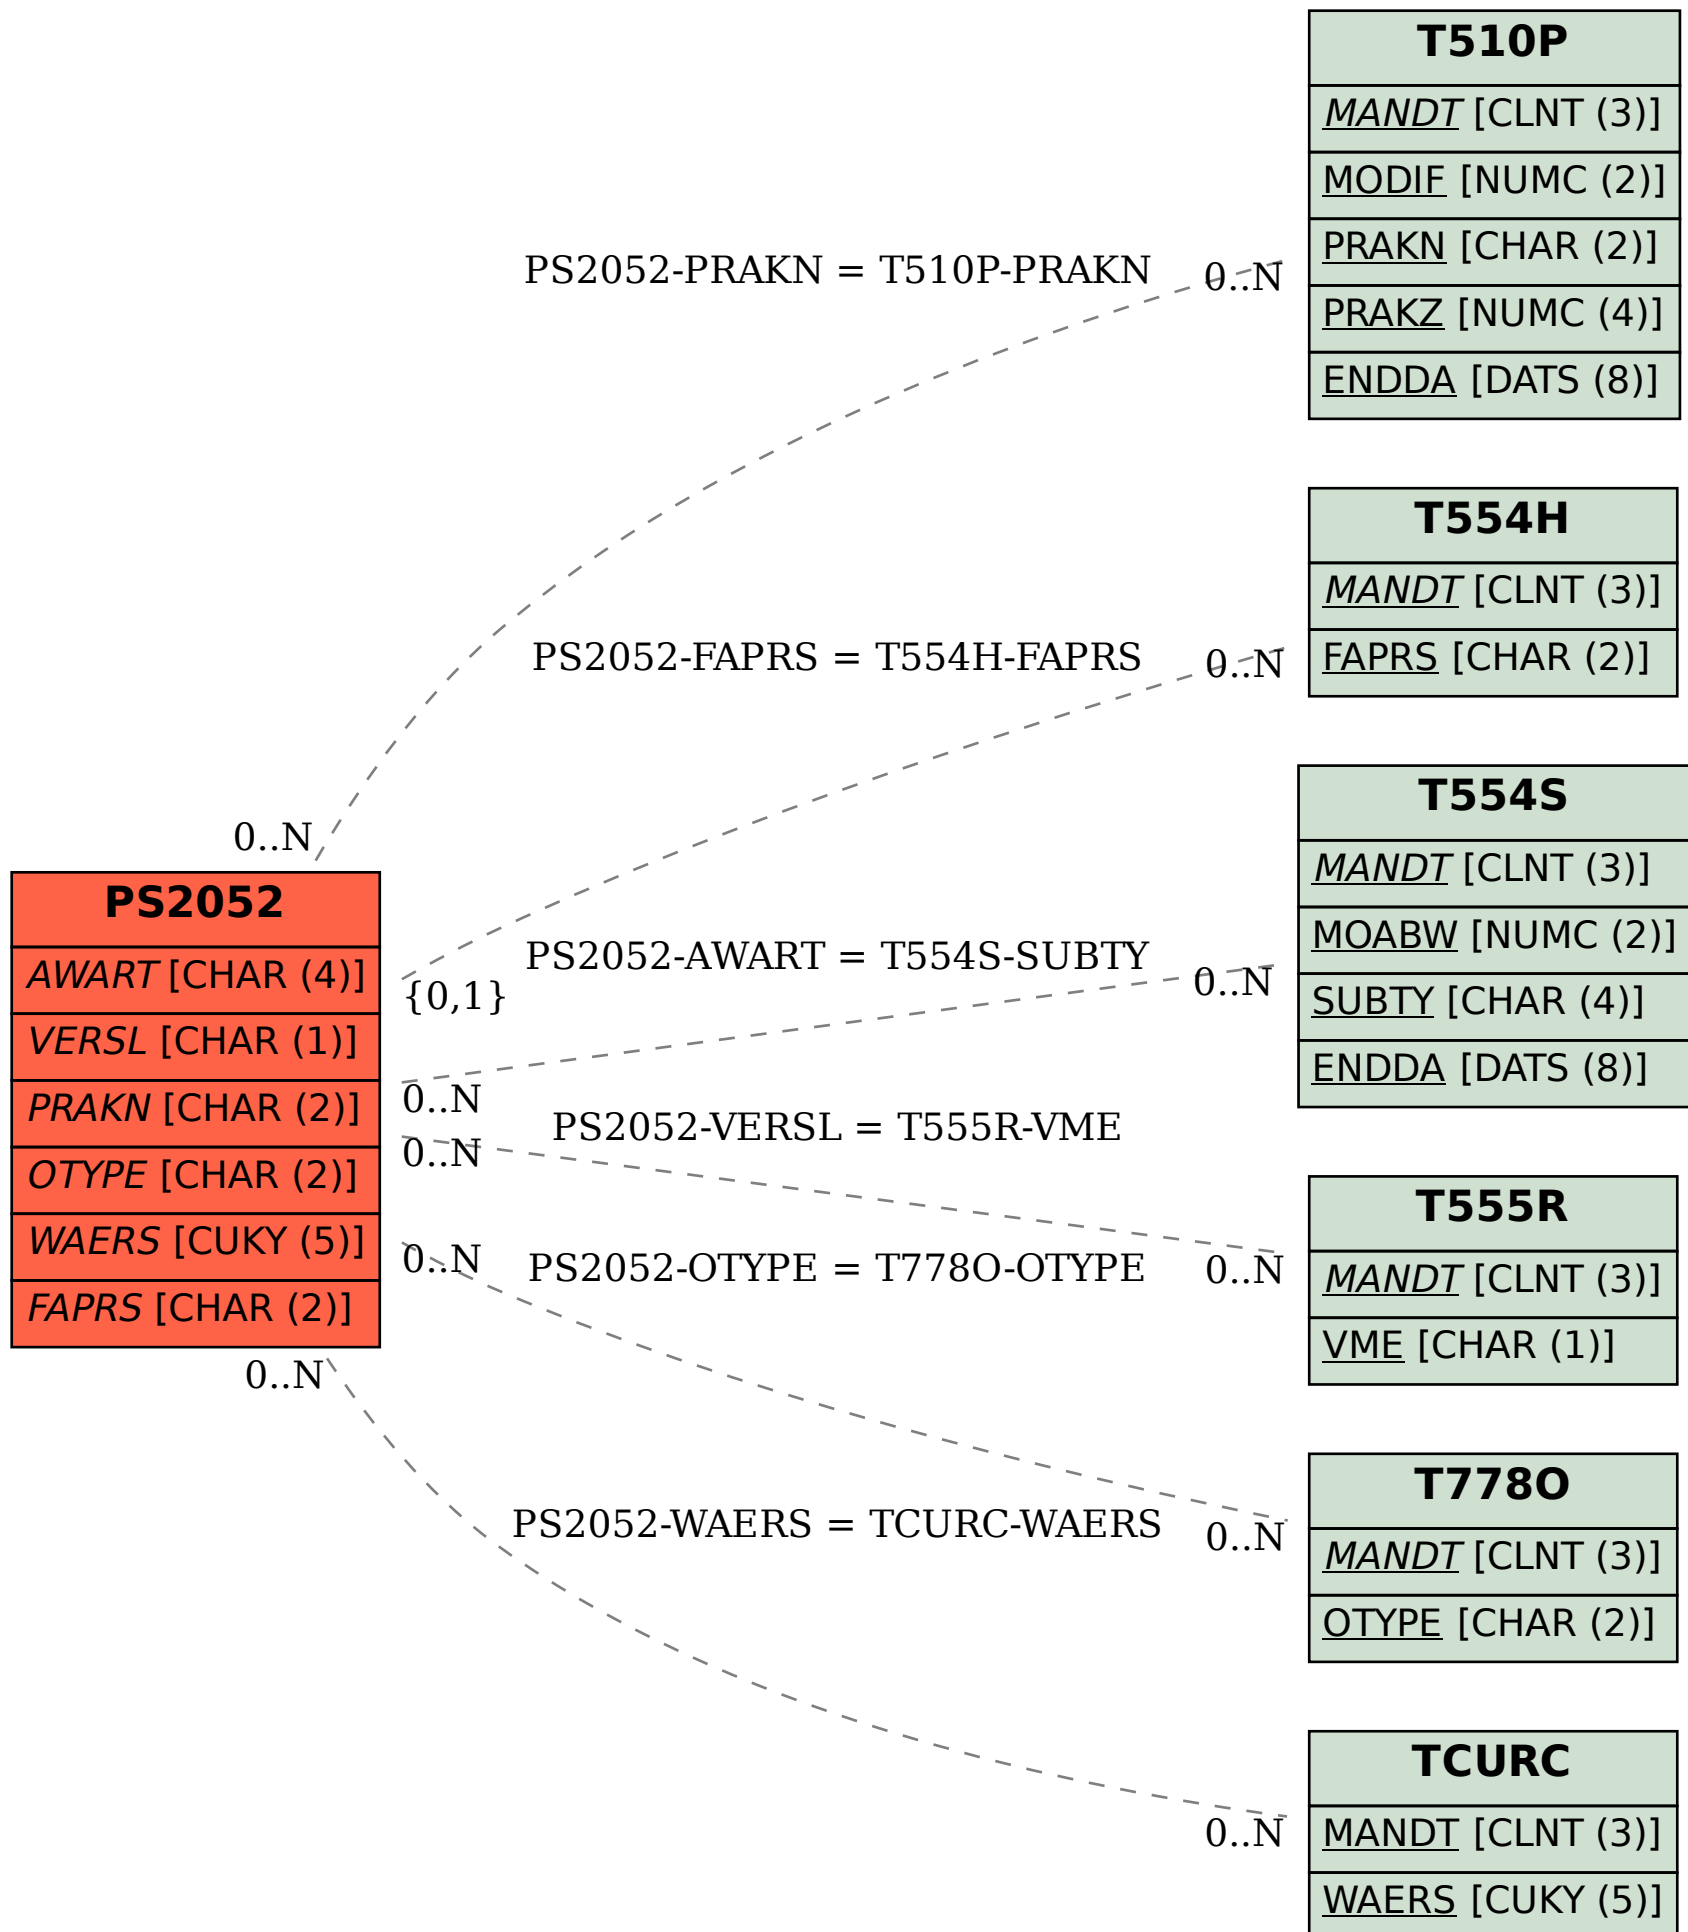 T510P
MANDT [CLNT (3)]
MODIF [NUMC (2)]
PRAKN [CHAR (2)]
PRAKZ [NUMC (4)]
ENDDA [DATS (8)]
PS2052-PRAKN = T510P-PRAKN
0..N
0..N
T554H
MANDT [CLNT (3)]
FAPRS [CHAR (2)]
PS2052-FAPRS = T554H-FAPRS
0..N
{0,1}
T554S
MANDT [CLNT (3)]
MOABW [NUMC (2)]
SUBTY [CHAR (4)]
ENDDA [DATS (8)]
PS2052-AWART = T554S-SUBTY
0..N
0..N
PS2052
AWART [CHAR (4)]
VERSL [CHAR (1)]
PRAKN [CHAR (2)]
OTYPE [CHAR (2)]
WAERS [CUKY (5)]
FAPRS [CHAR (2)]
PS2052-VERSL = T555R-VME
0..N
0..N
T555R
MANDT [CLNT (3)]
VME [CHAR (1)]
PS2052-OTYPE = T778O-OTYPE
0..N
0..N
T778O
MANDT [CLNT (3)]
OTYPE [CHAR (2)]
PS2052-WAERS = TCURC-WAERS
0..N
0..N
TCURC
MANDT [CLNT (3)]
WAERS [CUKY (5)]